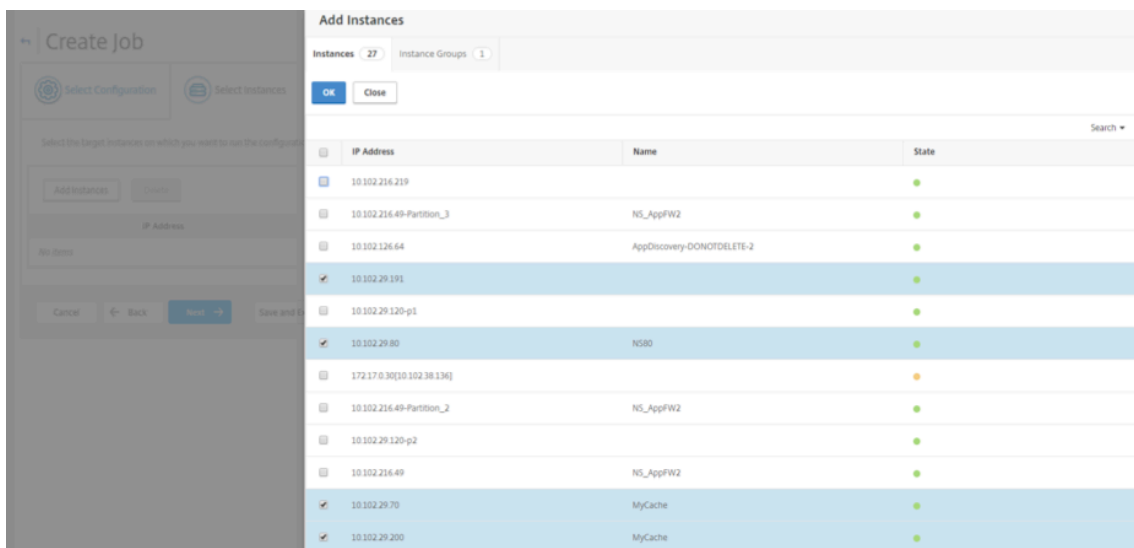 Create Job
Select Configuration
Select Instances
Select the target instances on which you want to run the configurati
Add Instances
IP Address
No Items
Cancel
← Back
Next →
Save and E
Add Instances
Instances 27 Instance Groups 1
OK Close
Search
IP Address Name State
10.102.216.219
10.102.216.49-Partition_3 NS_AppFW2
10.102.126.64 AppDiscovery-DONOTDELETE-2
10.102.29.191
10.102.29.120-p1
10.102.29.80 NS80
172.17.0.30[10.102.38.136]
10.102.216.49-Partition_2 NS_AppFW2
10.102.29.120-p2
10.102.216.49 NS_AppFW2
10.102.29.70 MyCache
10.102.29.200 MyCache